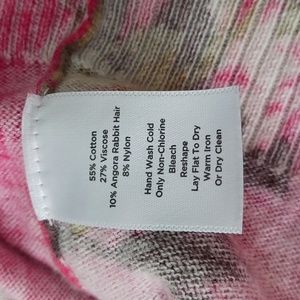 55% Cotton
27% Viscose
10% Angora Rabbit Hair
8% Nylon
Hand Wash Cold
Only Non-Chlorine
Bleach
Reshape
Lay Flat To Dry
Warm Iron
Or Dry Clean